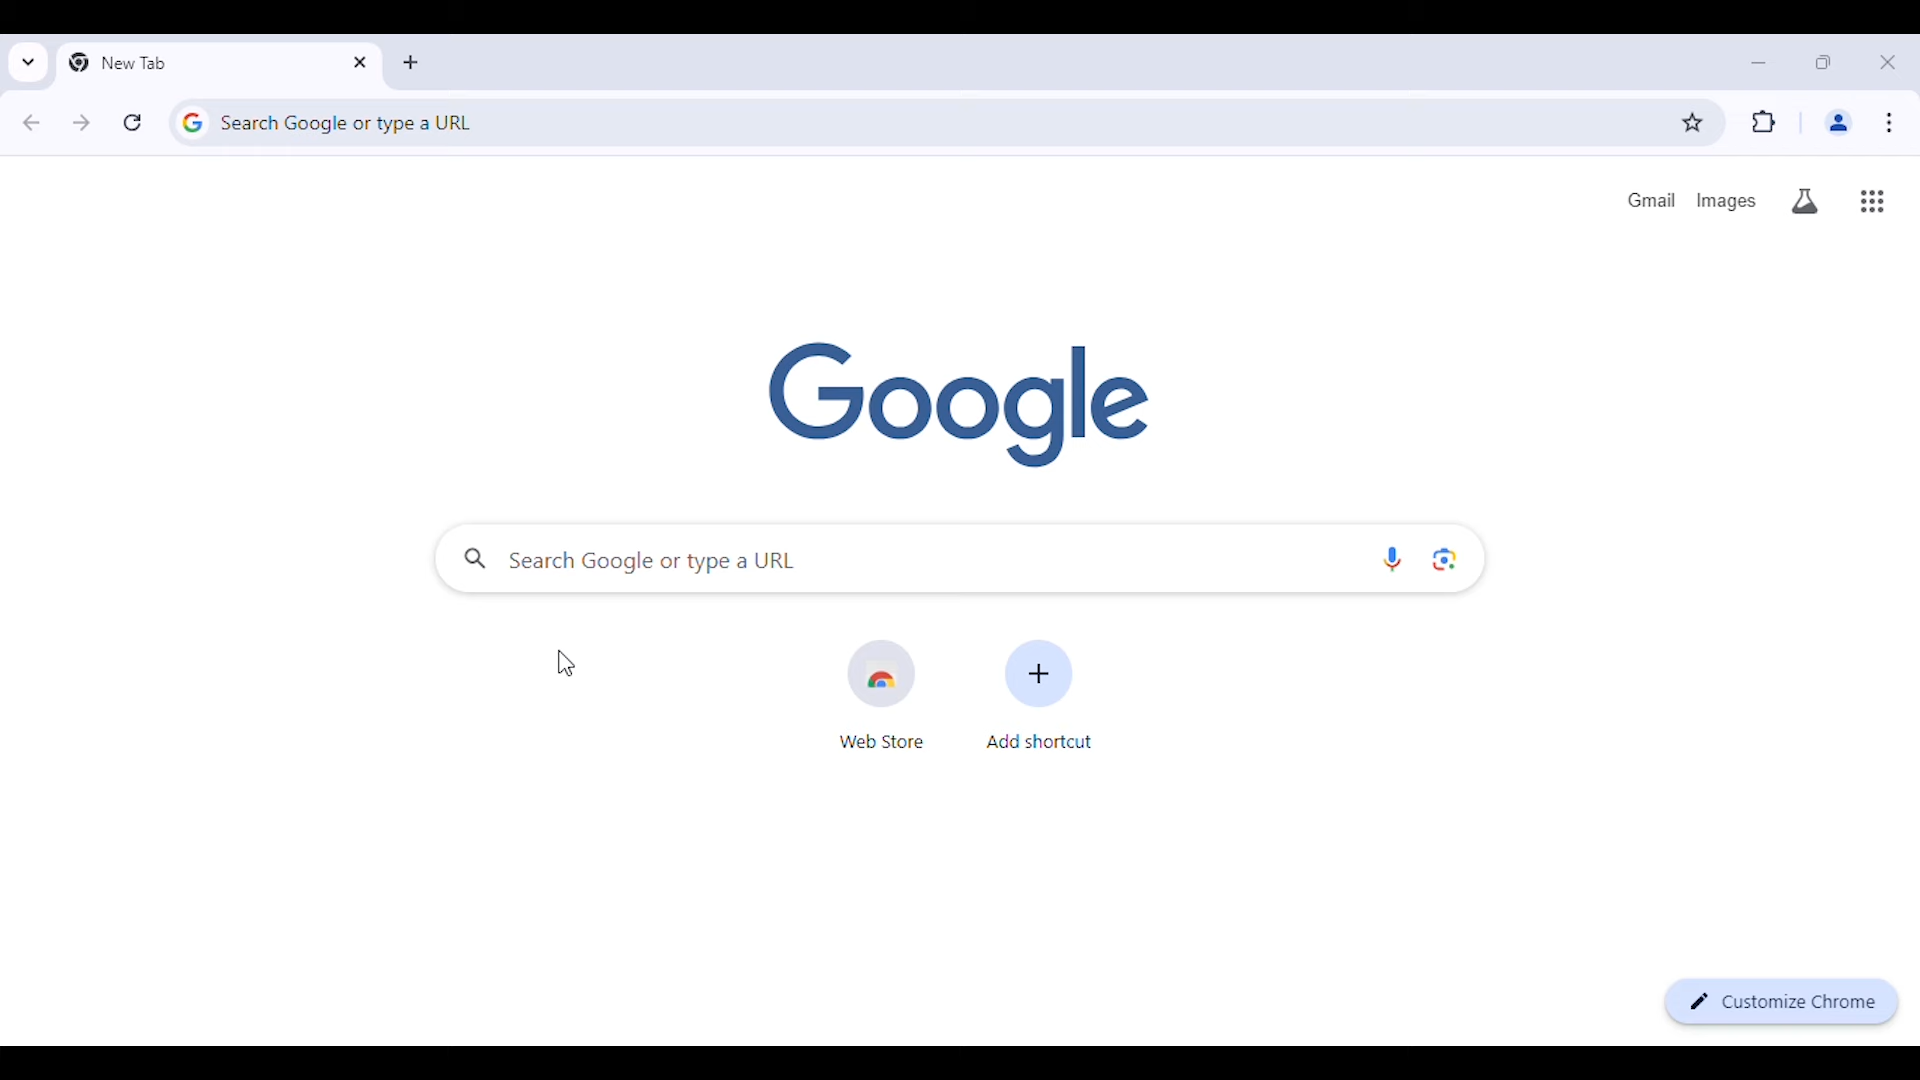 New Tab
Search Google or type a URL
Gmail Images
Google
Search Google or type a URL
Web Store
Add shortcut
Customize Chrome